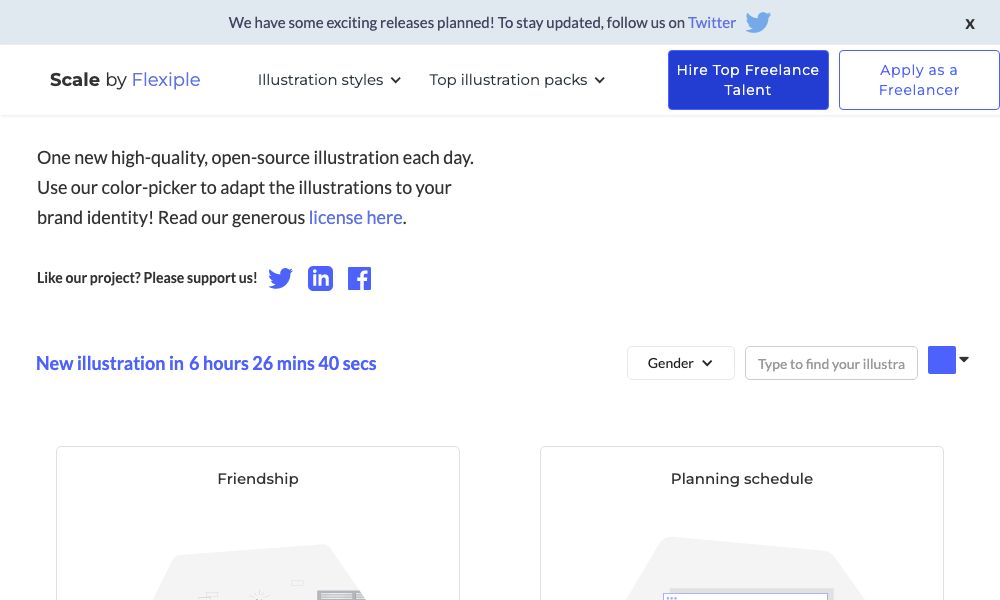 We have some exciting releases planned! To stay updated, follow us on Twitter
x
Scale by Flexiple
Illustration styles
Top illustration packs
Hire Top Freelance
Talent
Apply as a
Freelancer
One new high-quality, open-source illustration each day.
Use our color-picker to adapt the illustrations to your
brand identity! Read our generous license here.
Like our project? Please support us!
New illustration in 6 hours 26 mins 40 secs
Gender
Type to find your illustra
Friendship
Planning schedule